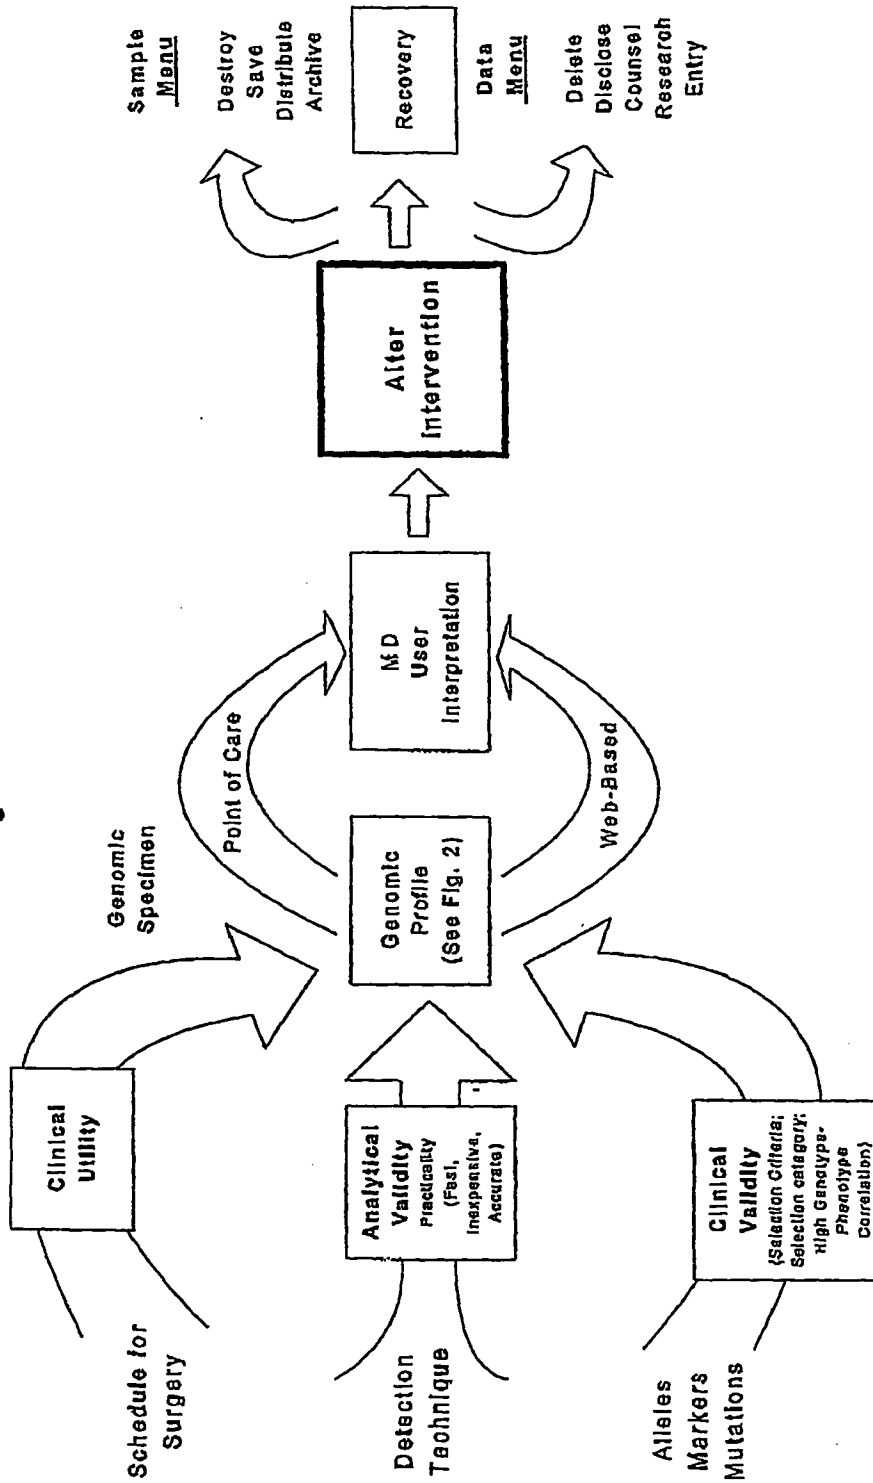 Schedule for
Surgery
Clinical
Utility
Genomic
Specimen
Detection
Technique
Analytical
Validity
Practicality
(Fast,
Inexpensive,
Accurate)
Alleles
Markers
Mutations
Clinical
Validity
(Selection Criteria;
Selection category;
High Genotype-
Phenotype
Correlation)
Genomic
Profile
(See Fig. 2)
Point of Care
Web-Based
MD
User
Interpretation
Alter
Intervention
Sample
Menu
Destroy
Save
Distribute
Archive
Recovery
Data
Menu
Delete
Disclose
Counsel
Research
Entry